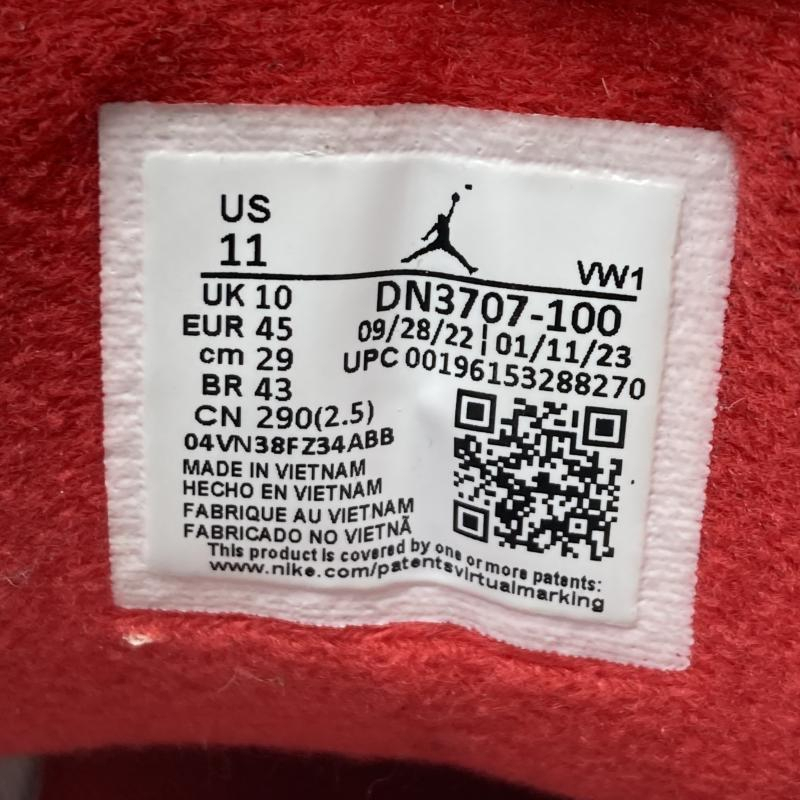 US
11
VW1
UK 10
EUR 45
cm 29
BR 43
CN 290(2.5)
DN3707-100
09/28/22 ¦ 01/11/23
UPC 00196153288270
04VN38FZ34ABB
MADE IN VIETNAM
HECHO EN VIETNAM
FABRIQUE AU VIETNAM
FABRICADO NO VIETNÃ
This product is covered by one or more patents:
www.nike.com/patentsvirtualmarking